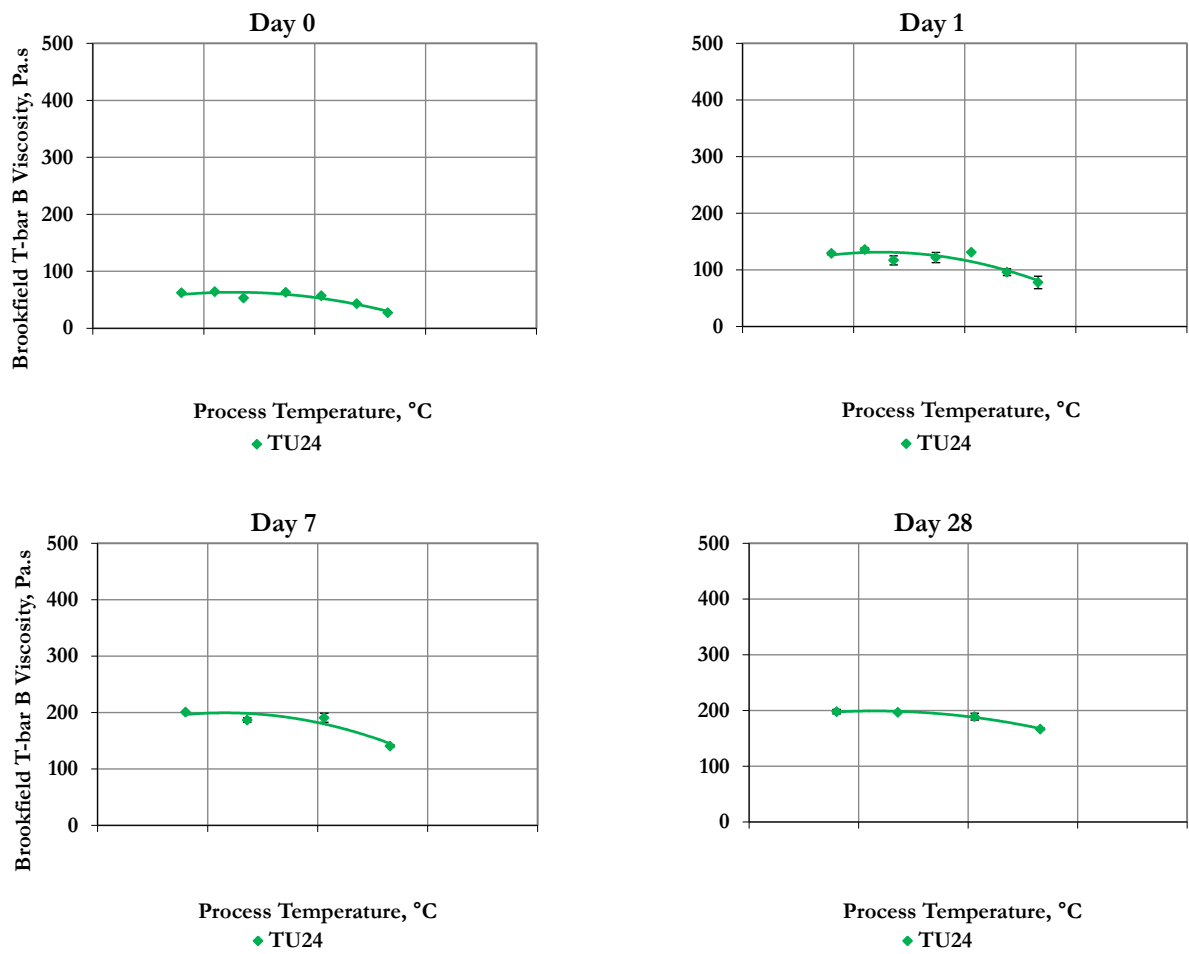 Day 0
Brookfield T-bar B Viscosity, Pa.s
500
400
300
200
100
0
Process Temperature, °C
TU24
Day 1
500
400
300
200
100
0
Process Temperature, °C
TU24
Day 7
Brookfield T-bar B Viscosity, Pa.s
500
400
300
200
100
0
Process Temperature, °C
TU24
Day 28
500
400
300
200
100
0
Process Temperature, °C
TU24